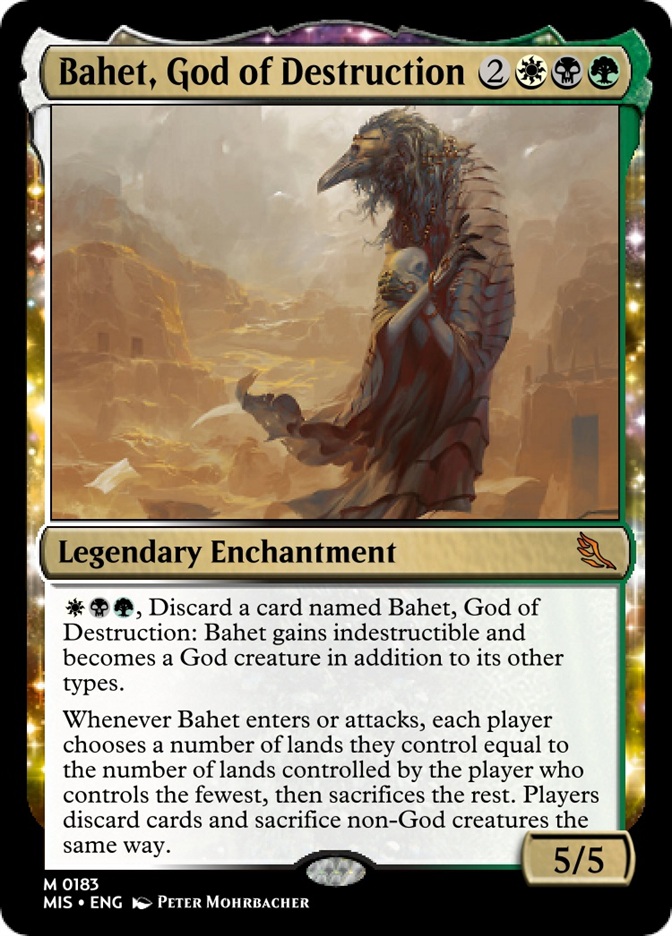 Bahet, God of Destruction 2
Legendary Enchantment
, Discard a card named Bahet, God of
Destruction: Bahet gains indestructible and
becomes a God creature in addition to its other
types.
Whenever Bahet enters or attacks, each player
chooses a number of lands they control equal to
the number of lands controlled by the player who
controls the fewest, then sacrifices the rest. Players
discard cards and sacrifice non-God creatures the
same way.
5/5
M 0183
MIS • ENG Peter Mohrbacher